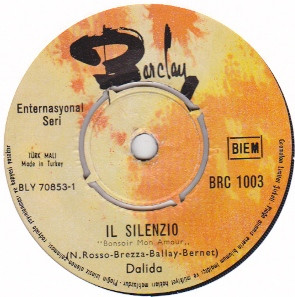 Barclay
Enternasyonal
Seri
TÜRK MALI
Made in Turkey
BIEM
BLY 70853-1
BRC 1003
IL SILENZIO
"Bonsoir Mon Amour"
(N.Rosso-Brezza-Ballay-Bernet)
Dalida